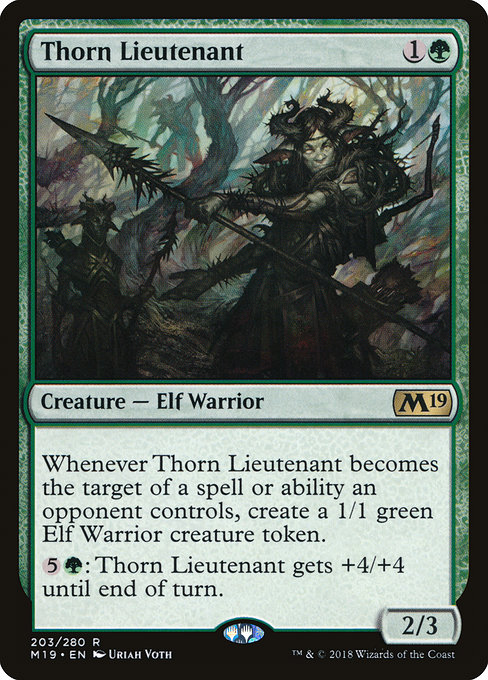 Thorn Lieutenant 1
Creature — Elf Warrior
M19
Whenever Thorn Lieutenant becomes
the target of a spell or ability an
opponent controls, create a 1/1 green
Elf Warrior creature token.
5 : Thorn Lieutenant gets +4/+4
until end of turn.
2/3
203/280 R
M19 • EN Uriah Voth
™ & © 2018 Wizards of the Coast